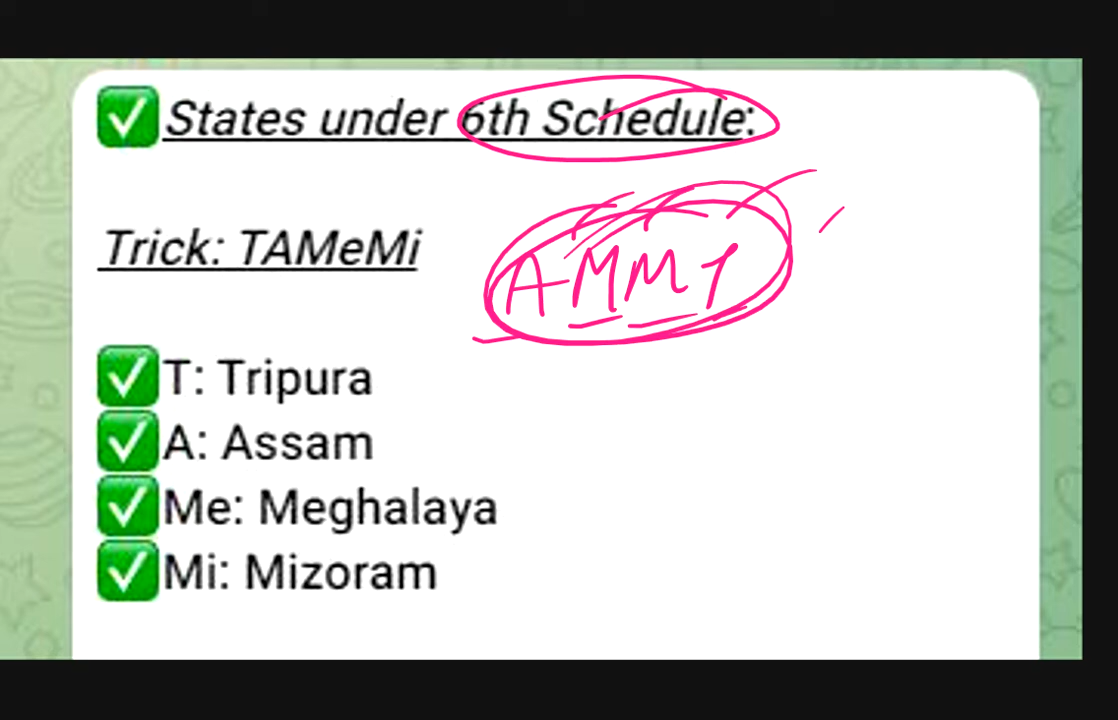 States under 6th Schedule:
Trick: TAMeMi
AMMT
T: Tripura
A: Assam
Me: Meghalaya
Mi: Mizoram